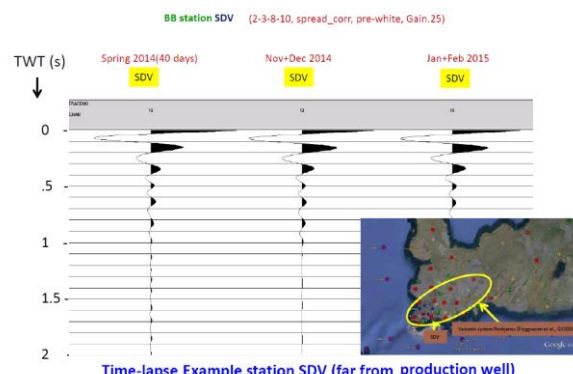 BB station SDV (2-3-8-10, spread_corr, pre-white, Gain.25)
TWT (s)
Spring 2014(40 days)
Nov+Dec 2014
Jan+Feb 2015
SDV
SDV
SDV
0
.5
1
1.5
2
SDV
Time-lapse Example station SDV (far from production well)